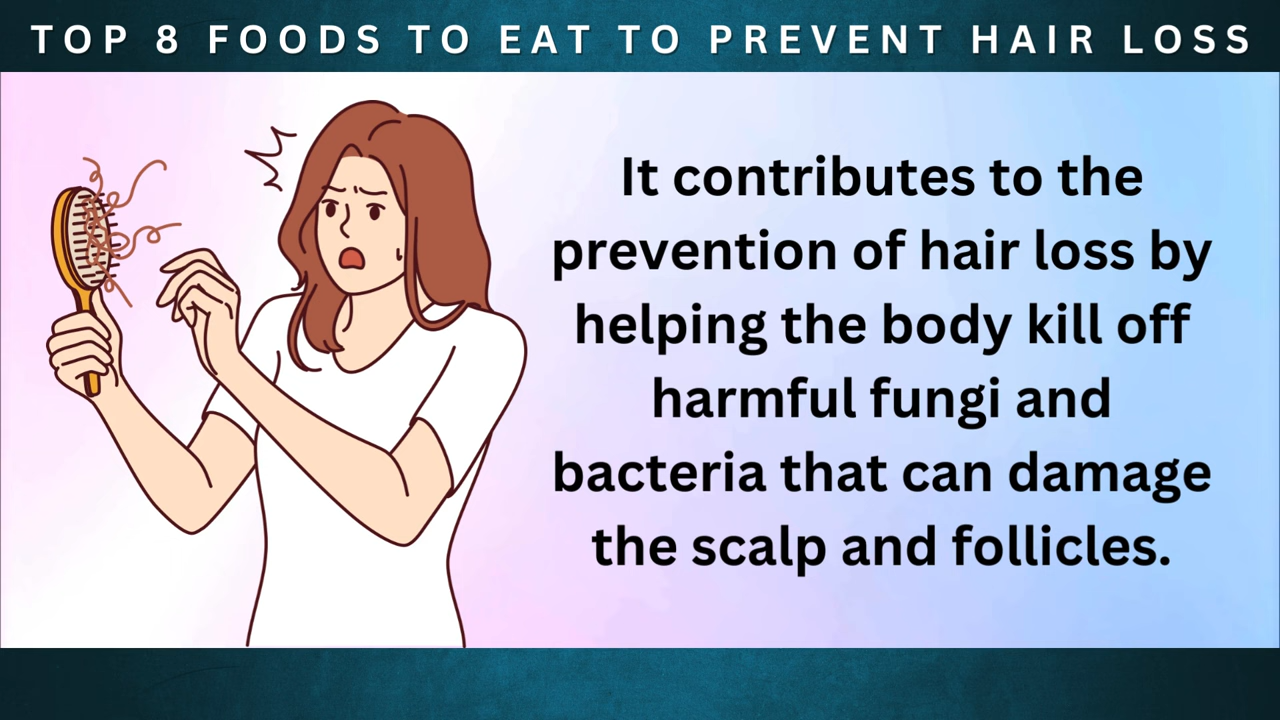 TOP 8 FOODS TO EAT TO PREVENT HAIR LOSS
It contributes to the
prevention of hair loss by
helping the body kill off
harmful fungi and
bacteria that can damage
the scalp and follicles.